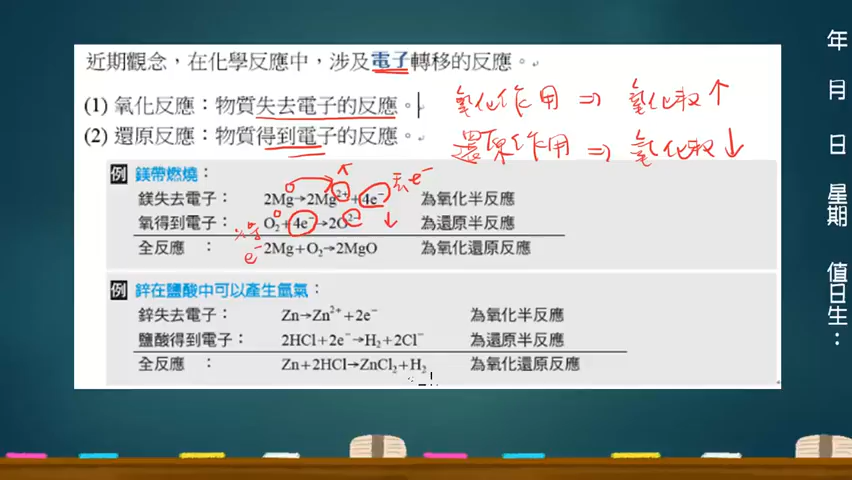 近期觀念，在化學反應中，涉及電子轉移的反應。
(1) 氧化反應：物質失去電子的反應。
(2) 還原反應：物質得到電子的反應。
氧化作用 ⇒ 氧化數↑
還原作用 ⇒ 氧化數↓
例 鎂帶燃燒：
鎂失去電子： 2Mg→2Mg²⁺+4e⁻ 為氧化半反應
氧得到電子： O₂+4e⁻→2O²⁻ 為還原半反應
全反應 ： 2Mg+O₂→2MgO 為氧化還原反應
0
↑
0
↓
丟e⁻
得
e⁻
例 鋅在鹽酸中可以產生氫氣：
鋅失去電子： Zn→Zn²⁺+2e⁻ 為氧化半反應
鹽酸得到電子： 2HCl+2e⁻→H₂+2Cl⁻ 為還原半反應
全反應 ： Zn+2HCl→ZnCl₂+H₂ 為氧化還原反應
年
月
日
星期
值日生：